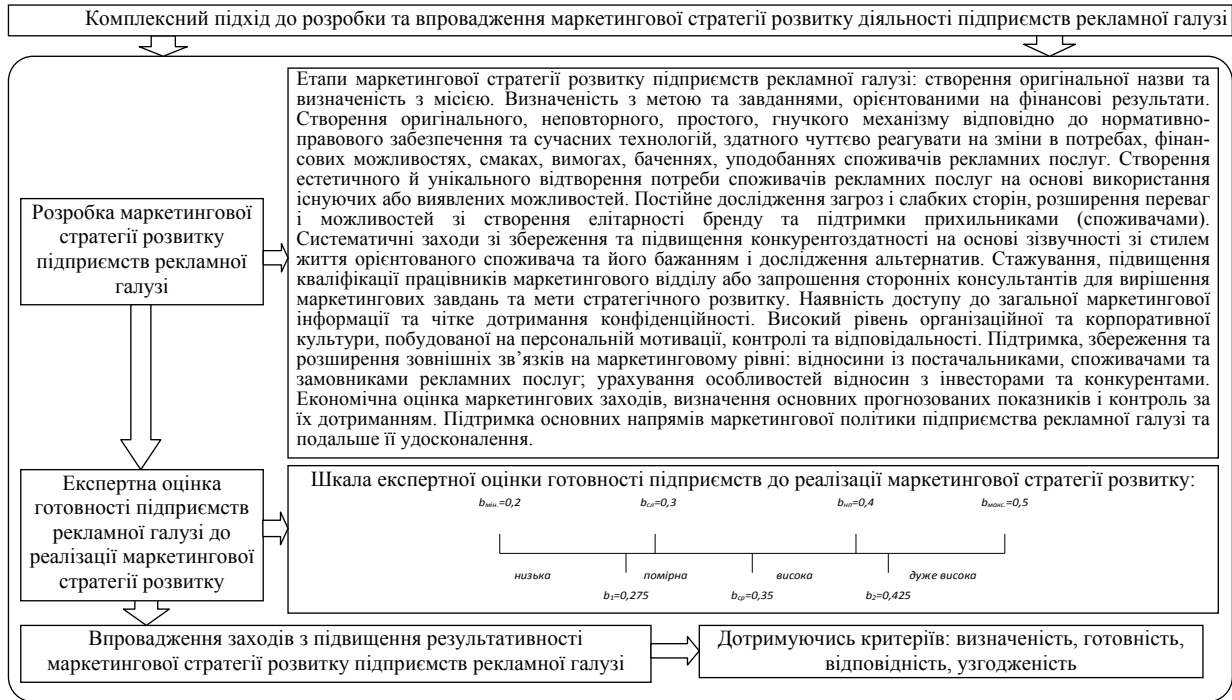 Комплексний підхід до розробки та впровадження маркетингової стратегії розвитку діяльності підприємств рекламної галузі
Розробка маркетингової
стратегії розвитку
підприємств рекламної
галузі
Етапи маркетингової стратегії розвитку підприємств рекламної галузі: створення оригінальної назви та
визначеність з місією. Визначеність з метою та завданнями, орієнтованими на фінансові результати.
Створення оригінального, неповторного, простого, гнучкого механізму відповідно до нормативно-
правового забезпечення та сучасних технологій, здатного чуттєво реагувати на зміни в потребах, фінан-
сових можливостях, смаках, вимогах, баченнях, уподобаннях споживачів рекламних послуг. Створення
естетичного й унікального відтворення потреби споживачів рекламних послуг на основі використання
існуючих або виявлених можливостей. Постійне дослідження загроз і слабких сторін, розширення переваг
і можливостей зі створення елітарності бренду та підтримки прихильниками (споживачами).
Систематичні заходи зі збереження та підвищення конкурентоздатності на основі зізвучності зі стилем
життя орієнтованого споживача та його бажанням і дослідження альтернатив. Стажування, підвищення
кваліфікації працівників маркетингового відділу або запрошення сторонніх консультантів для вирішення
маркетингових завдань та мети стратегічного розвитку. Наявність доступу до загальної маркетингової
інформації та чітке дотримання конфіденційності. Високий рівень організаційної та корпоративної
культури, побудованої на персональній мотивації, контролі та відповідальності. Підтримка, збереження та
розширення зовнішніх зв’язків на маркетинговому рівні: відносини із постачальниками, споживачами та
замовниками рекламних послуг; урахування особливостей відносин з інвесторами та конкурентами.
Економічна оцінка маркетингових заходів, визначення основних прогнозованих показників і контроль за
їх дотриманням. Підтримка основних напрямів маркетингової політики підприємства рекламної галузі та
подальше її удосконалення.
Експертна оцінка
готовності підприємств
рекламної галузі до
реалізації маркетингової
стратегії розвитку
Шкала експертної оцінки готовності підприємств до реалізації маркетингової стратегії розвитку:
bмін.=0,2 bсл=0,3 bнп=0,4 bмакс.=0,5
низька помірна висока дуже висока
b1=0,275 bср=0,35 b2=0,425
Впровадження заходів з підвищення результативності
маркетингової стратегії розвитку підприємств рекламної галузі
Дотримуючись критеріїв: визначеність, готовність,
відповідність, узгодженість